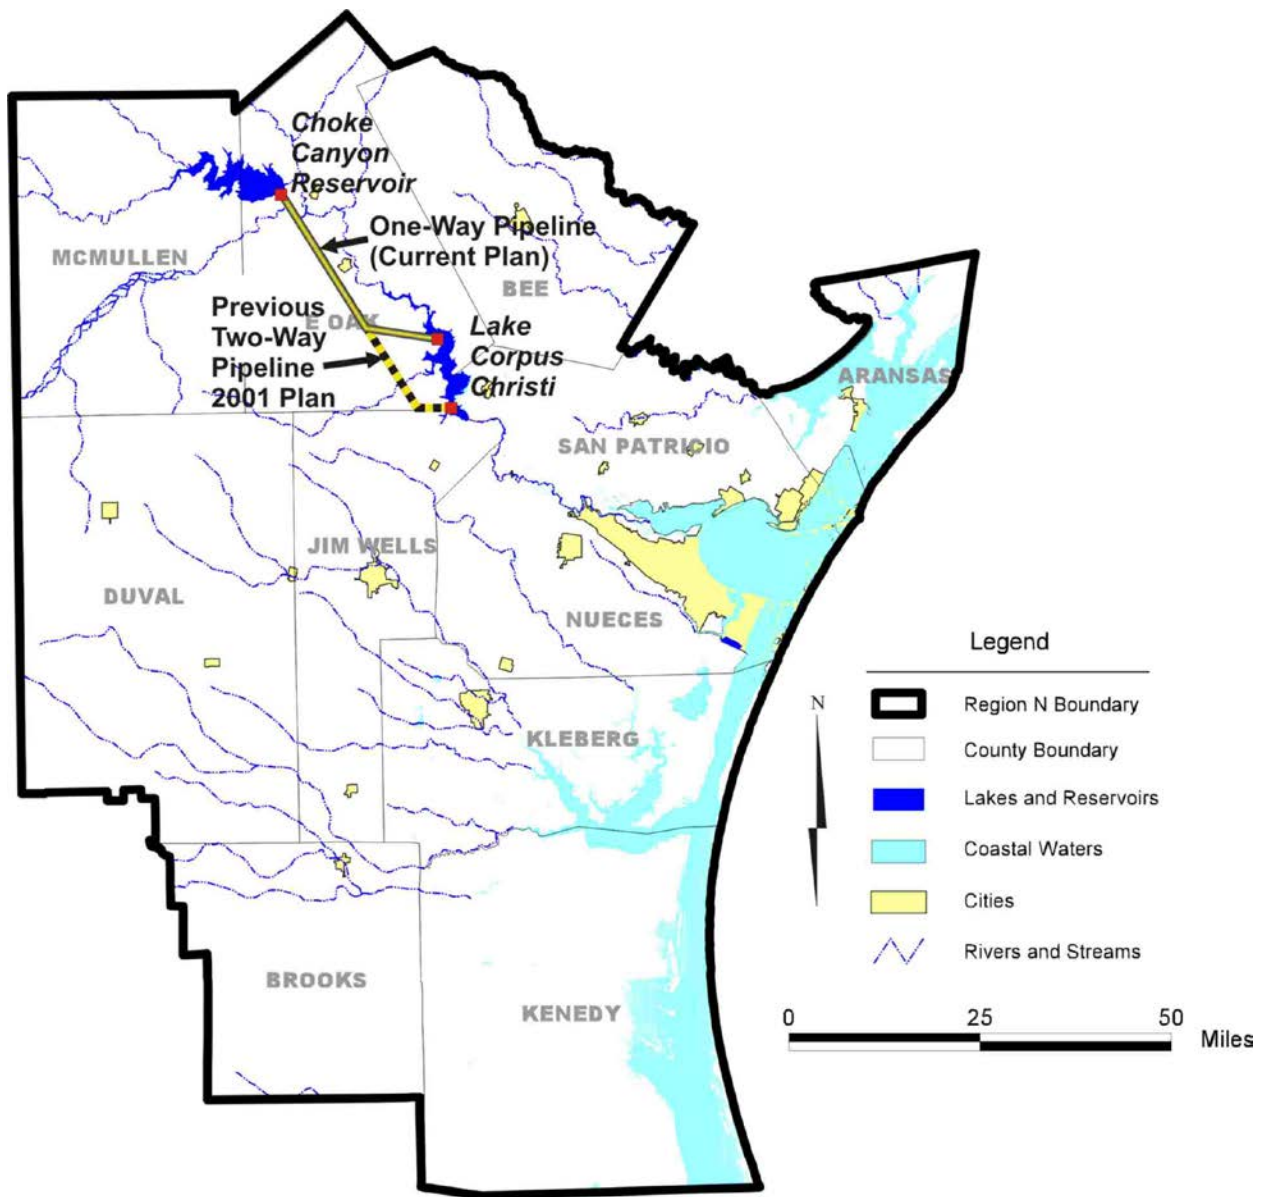 Choke
Canyon
Reservoir
One-Way Pipeline
(Current Plan)
MCMULLEN
BEE
Previous
Two-Way
Pipeline
2001 Plan
E OAK
Lake
Corpus
Christi
ARANSAS
SAN PATRICIO
JIM WELLS
DUVAL
NUECES
KLEBERG
BROOKS
KENEDY
Legend
Region N Boundary
County Boundary
Lakes and Reservoirs
Coastal Waters
Cities
Rivers and Streams
N
0 25 50
Miles